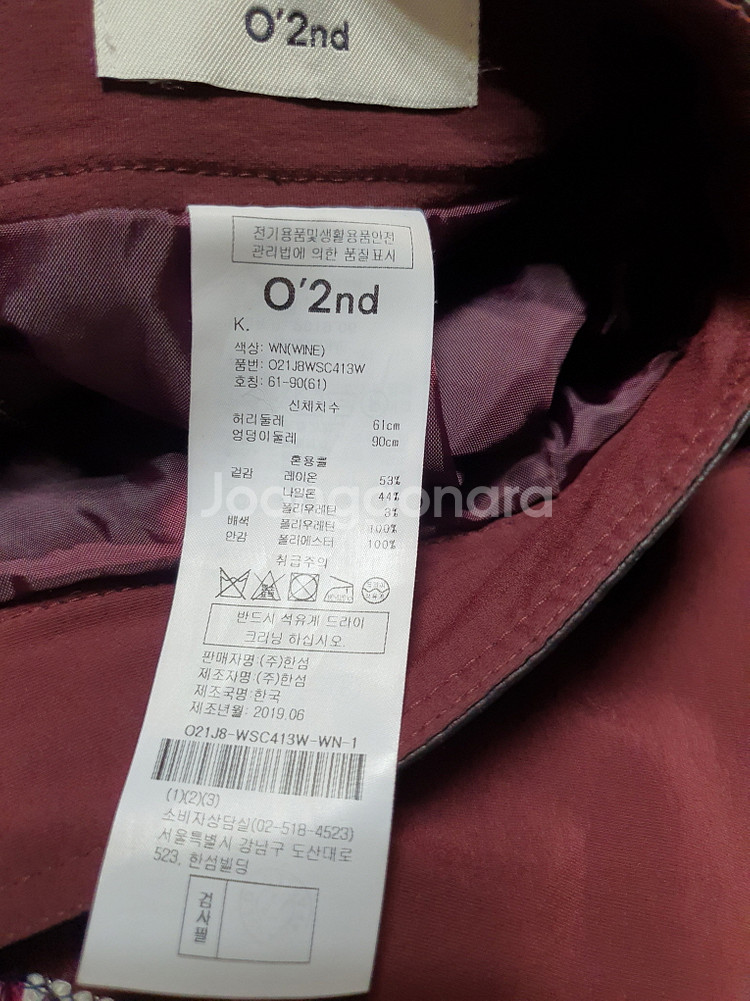 O'2nd
전기용품및생활용품안전
관리법에 의한 품질표시
O'2nd
K.
색상: WN(WINE)
품번: O21J8WSC413W
호칭: 61-90(61)
신체치수
허리둘레 61cm
엉덩이둘레 90cm
혼용률
겉감 레이온 53%
나일론 44%
폴리우레탄 3%
배색 폴리우레탄 100%
안감 폴리에스터 100%
취급주의
반드시 석유계 드라이
크리닝 하십시오.
판매자명:(주)한섬
제조자명:(주)한섬
제조국명:한국
제조년월: 2019.06
O21J8-WSC413W-WN-1
(1)(2)(3)
소비자상담실(02-518-4523)
서울특별시 강남구 도산대로
523, 한섬빌딩
검사필
Joongoonara